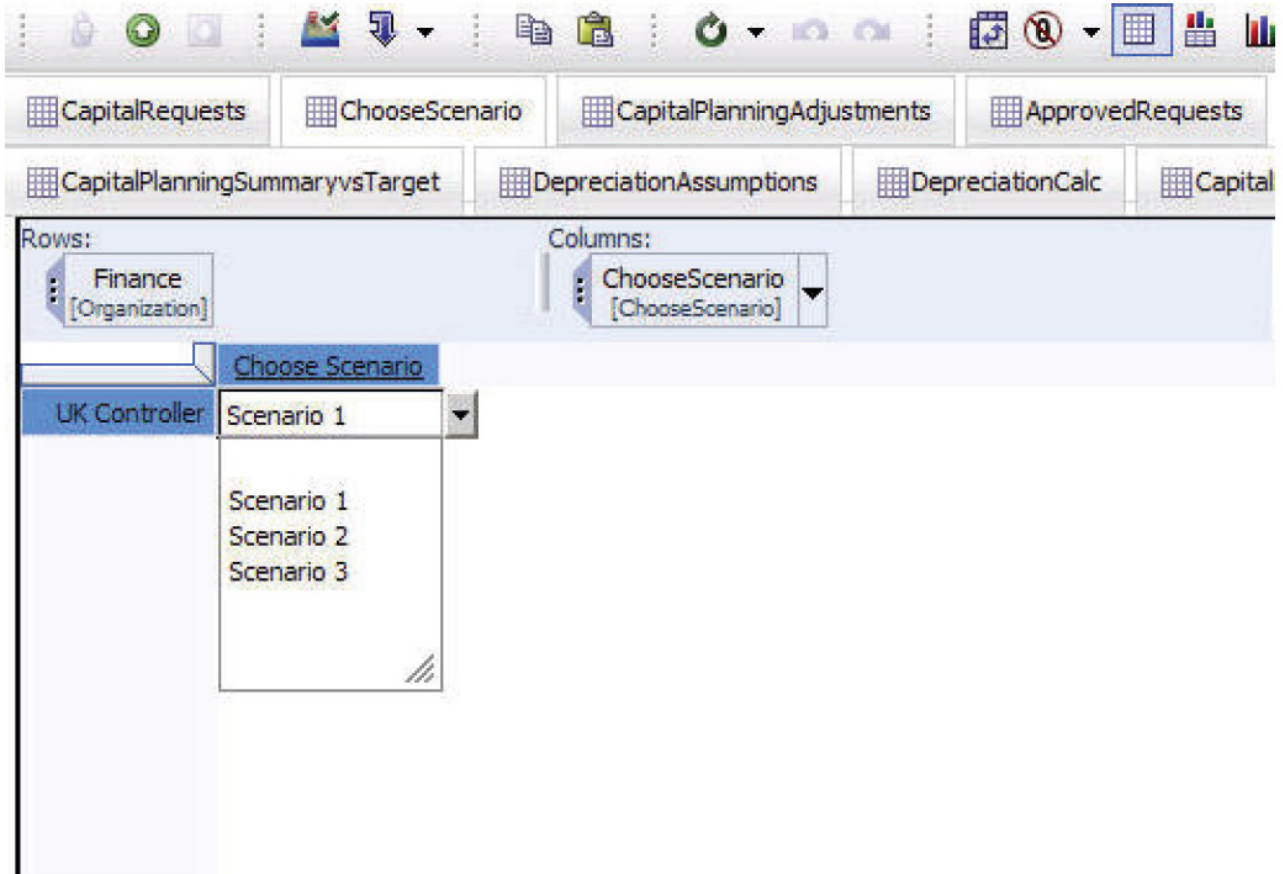 CapitalRequests ChooseScenario CapitalPlanningAdjustments ApprovedRequests
CapitalPlanningSummaryvsTarget DepreciationAssumptions DepreciationCalc Capital
Rows: Columns:
Finance ChooseScenario
[Organization] [ChooseScenario]
Choose Scenario
UK Controller Scenario 1
Scenario 1
Scenario 2
Scenario 3